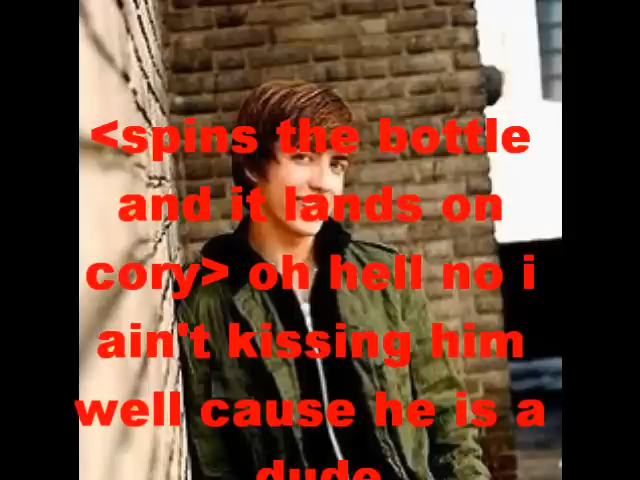 <spins the bottle
and it lands on
cory> oh hell no i
ain't kissing him
well cause he is a
dude